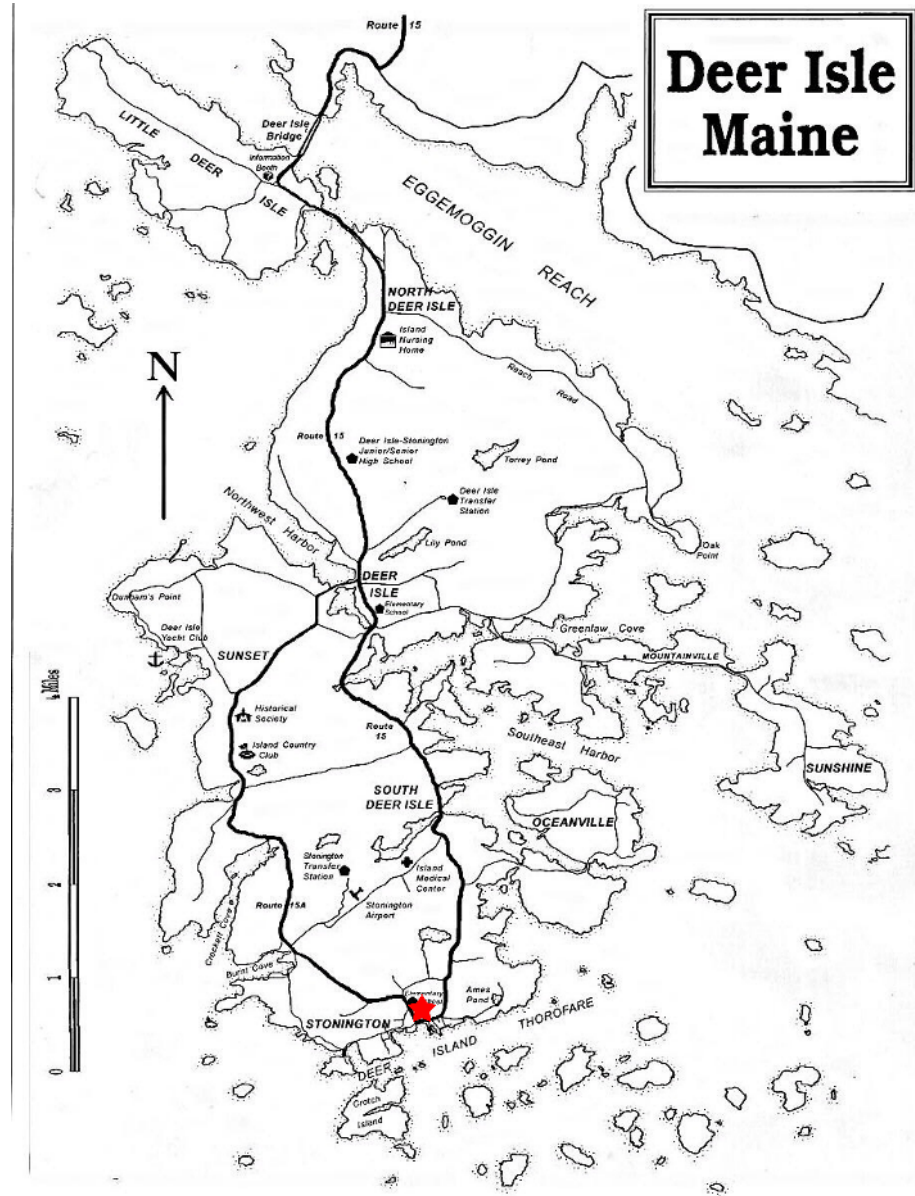 Route 15
Deer Isle
Maine
Deer Isle
Bridge
LITTLE
DEER
ISLE
Information
Booth
?
EGGEMOGGIN
REACH
NORTH
DEER ISLE
Island
Nursing
Home
N
Reach
Road
Route 15
Deer Isle-Stonington
Junior/Senior
High School
Torrey Pond
Deer Isle
Transfer
Station
Northwest Harbor
Lily Pond
Oak
Point
DEER
ISLE
Dunham's Point
Elementary
School
Deer Isle
Yacht Club
Greenlaw Cove
SUNSET
MOUNTAINVILLE
Miles
Historical
Society
Route
15
Island Country
Club
Southeast Harbor
SUNSHINE
3
SOUTH
DEER ISLE
OCEANVILLE
Stonington
Transfer
Station
Island
Medical
Center
2
Route 15A
Stonington
Airport
Crockett Cove
Burnt Cove
1
Elementary
Ames
Pond
STONINGTON
DEER ISLAND THOROFARE
0
Crotch
Island